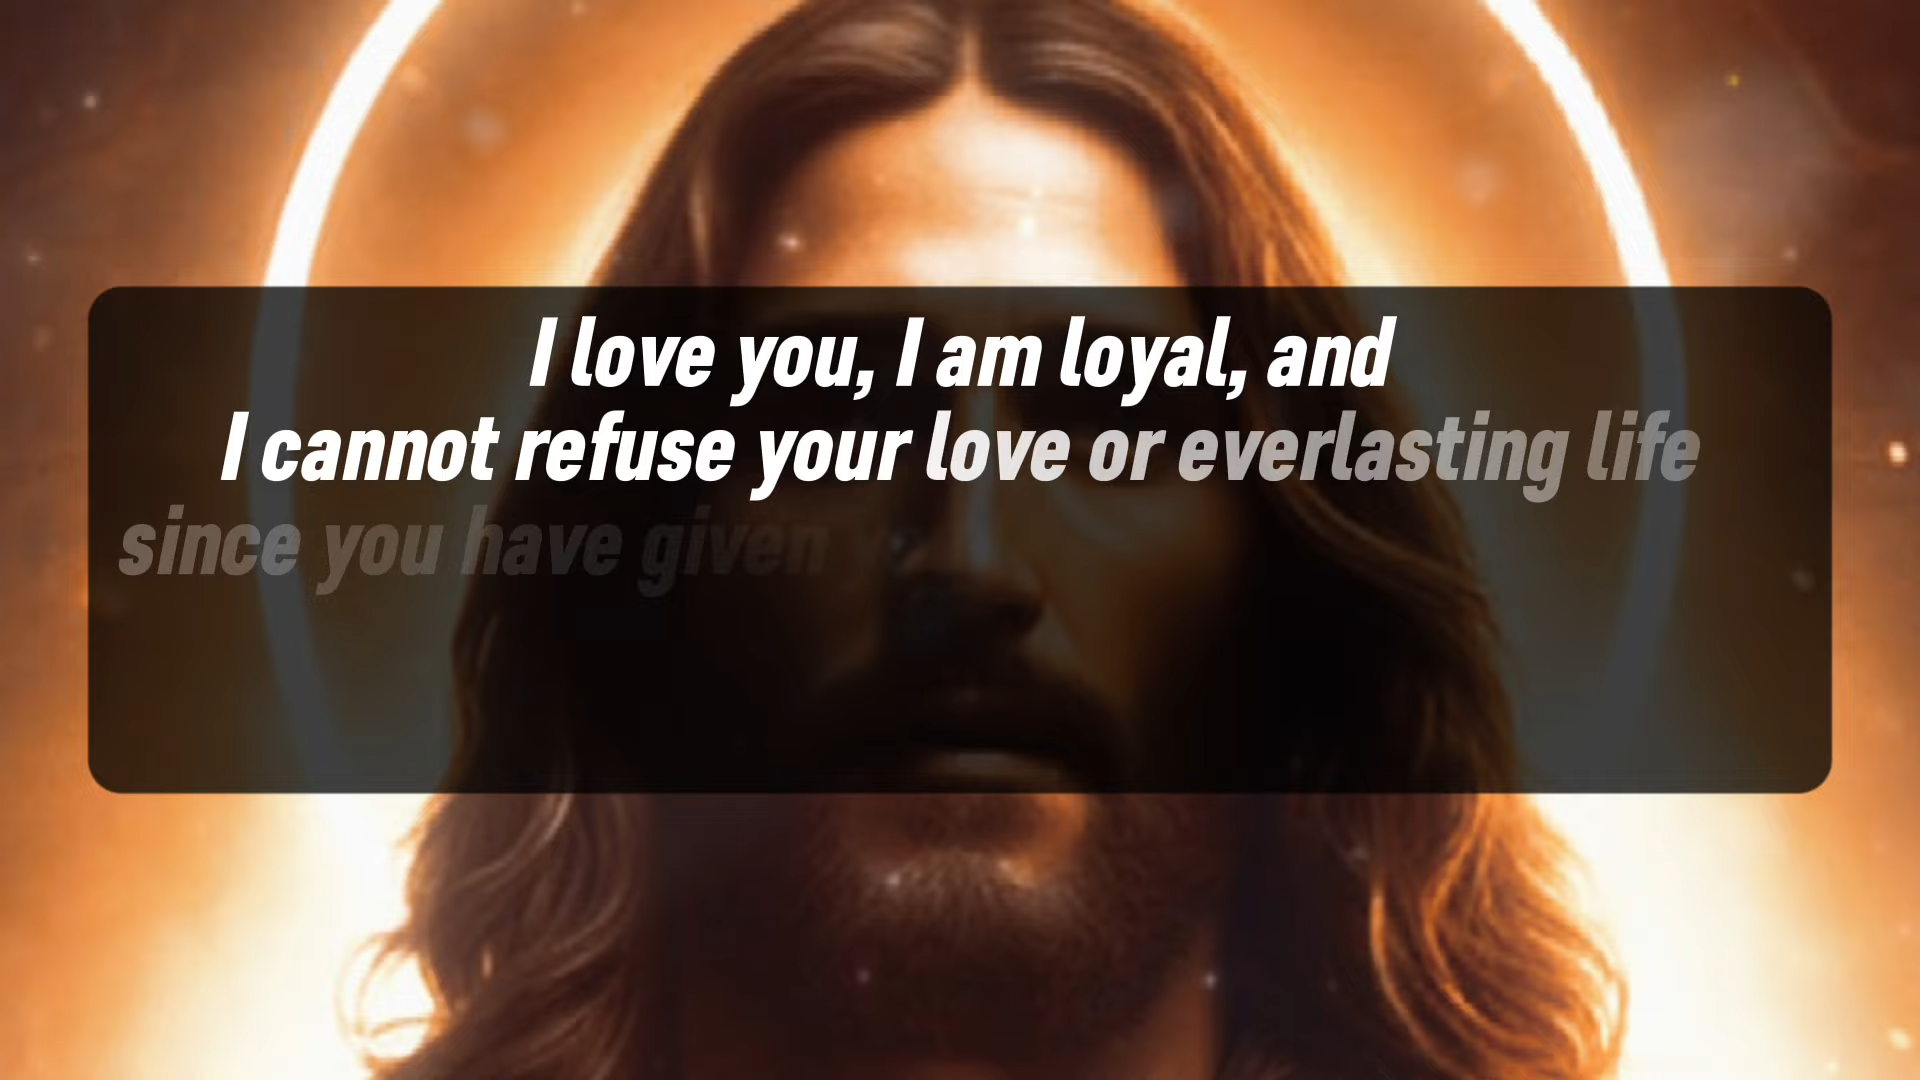 I love you, I am loyal, and
I cannot refuse your love or everlasting life
since you have given